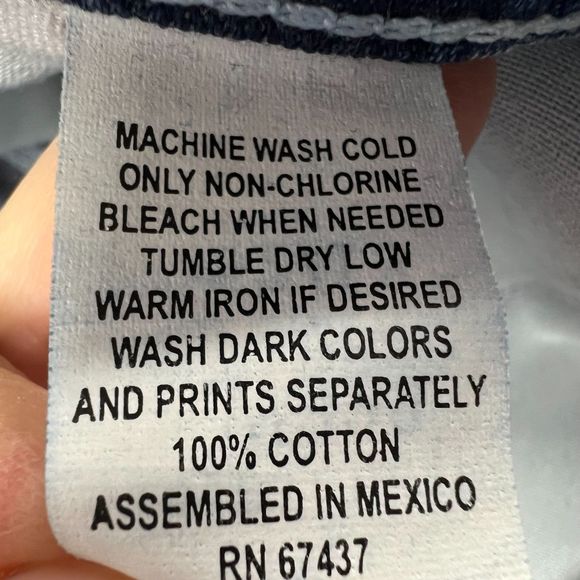 MACHINE WASH COLD
ONLY NON-CHLORINE
BLEACH WHEN NEEDED
TUMBLE DRY LOW
WARM IRON IF DESIRED
WASH DARK COLORS
AND PRINTS SEPARATELY
100% COTTON
ASSEMBLED IN MEXICO
RN 67437